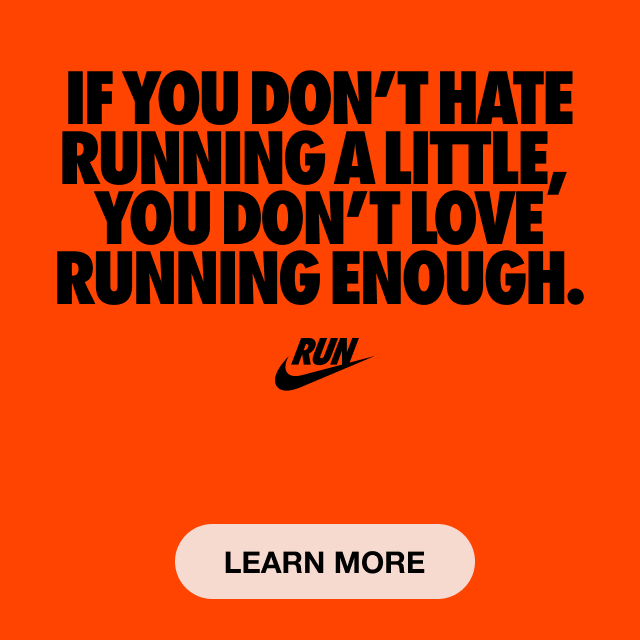 IF YOU DON'T HATE
RUNNING A LITTLE,
YOU DON'T LOVE
RUNNING ENOUGH.
RUN
LEARN MORE